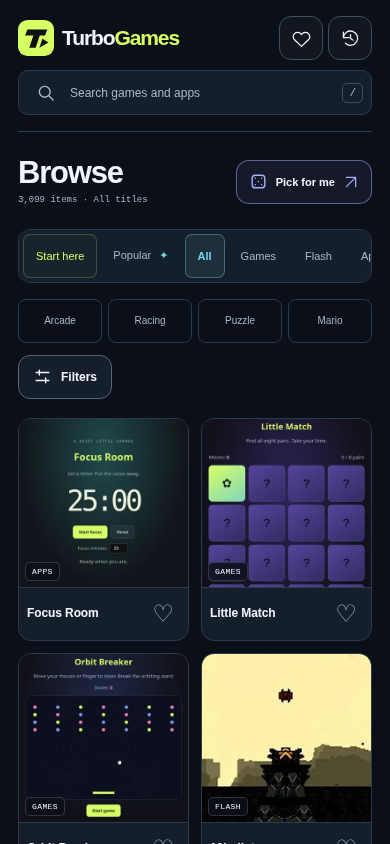 TurboGames
Search games and apps /
Browse
3,099 items · All titles
Pick for me
Start here Popular All Games Flash Ap
Arcade Racing Puzzle Mario
Filters
Focus Room
Set a timer. Put the noise away.
25:00
Start focus Reset
Focus minutes 25
Ready when you are.
APPS
Focus Room
Little Match
Find all eight pairs. Take your time.
Moves: 0 0 / 8 pairs
? ? ?
? ? ? ?
? ? ? ?
GAMES
Little Match
Orbit Breaker
Move your mouse or finger to steer. Break the orbiting stars!
Score: 0
Start game
GAMES
FLASH